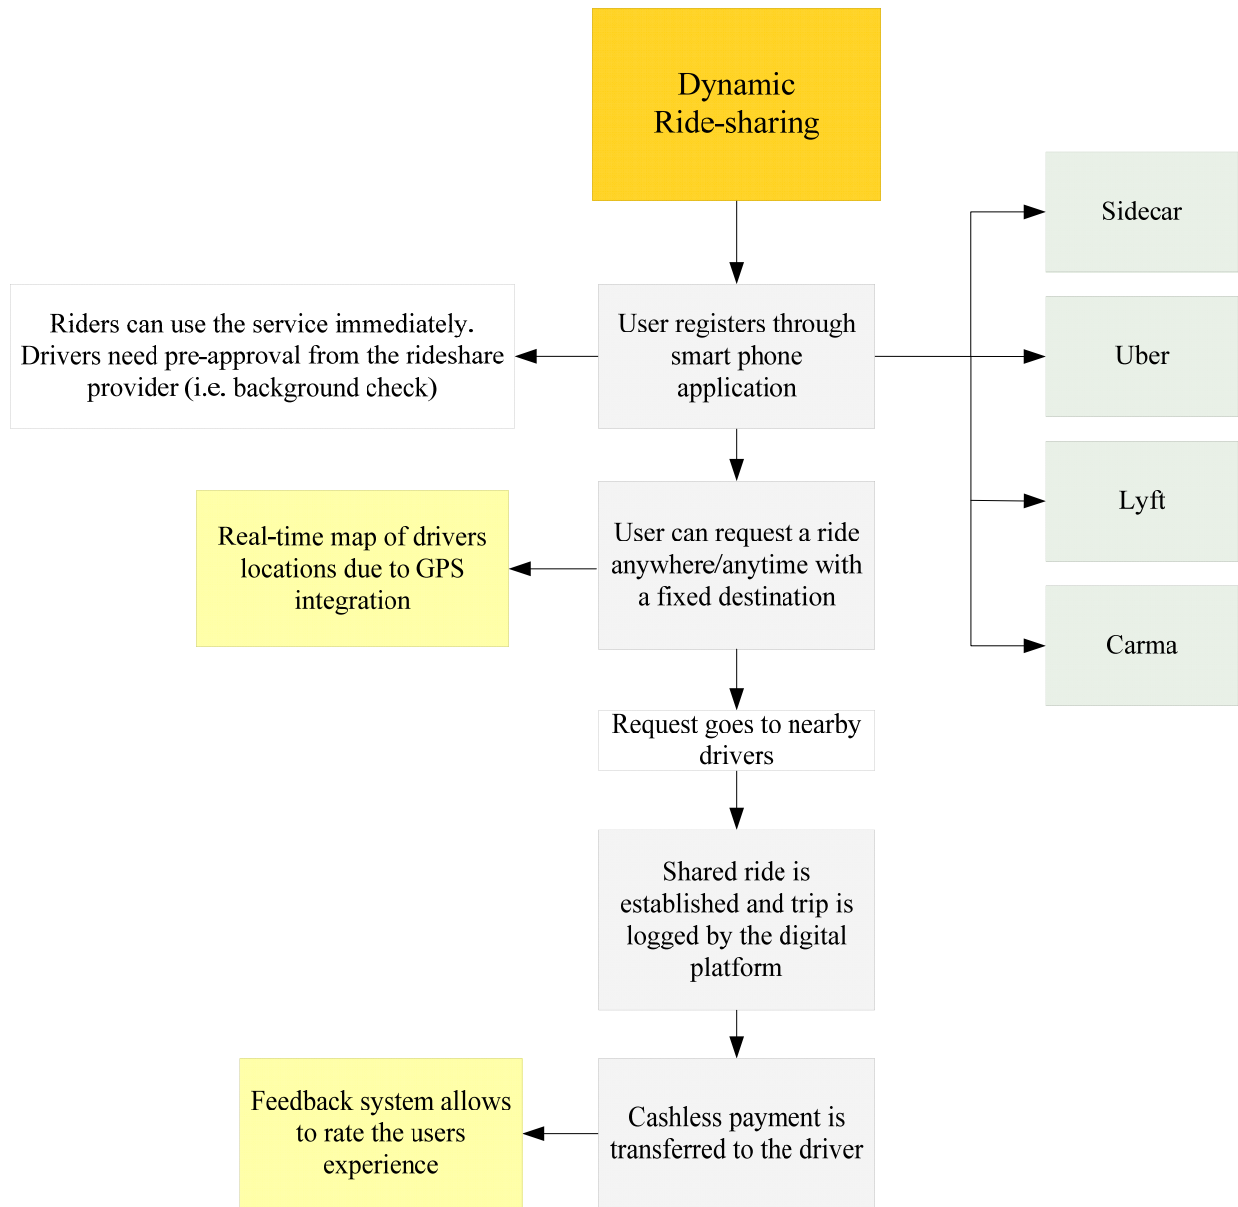 Dynamic
Ride-sharing
Sidecar
Riders can use the service immediately.
Drivers need pre-approval from the rideshare
provider (i.e. background check)
User registers through
smart phone
application
Uber
Real-time map of drivers
locations due to GPS
integration
User can request a ride
anywhere/anytime with
a fixed destination
Lyft
Carma
Request goes to nearby
drivers
Shared ride is
established and trip is
logged by the digital
platform
Feedback system allows
to rate the users
experience
Cashless payment is
transferred to the driver